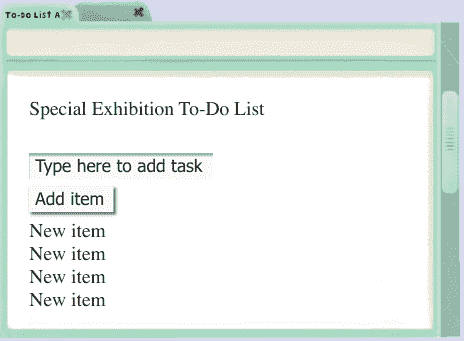 To-do List A
Special Exhibition To-Do List
Type here to add task
Add item
New item
New item
New item
New item